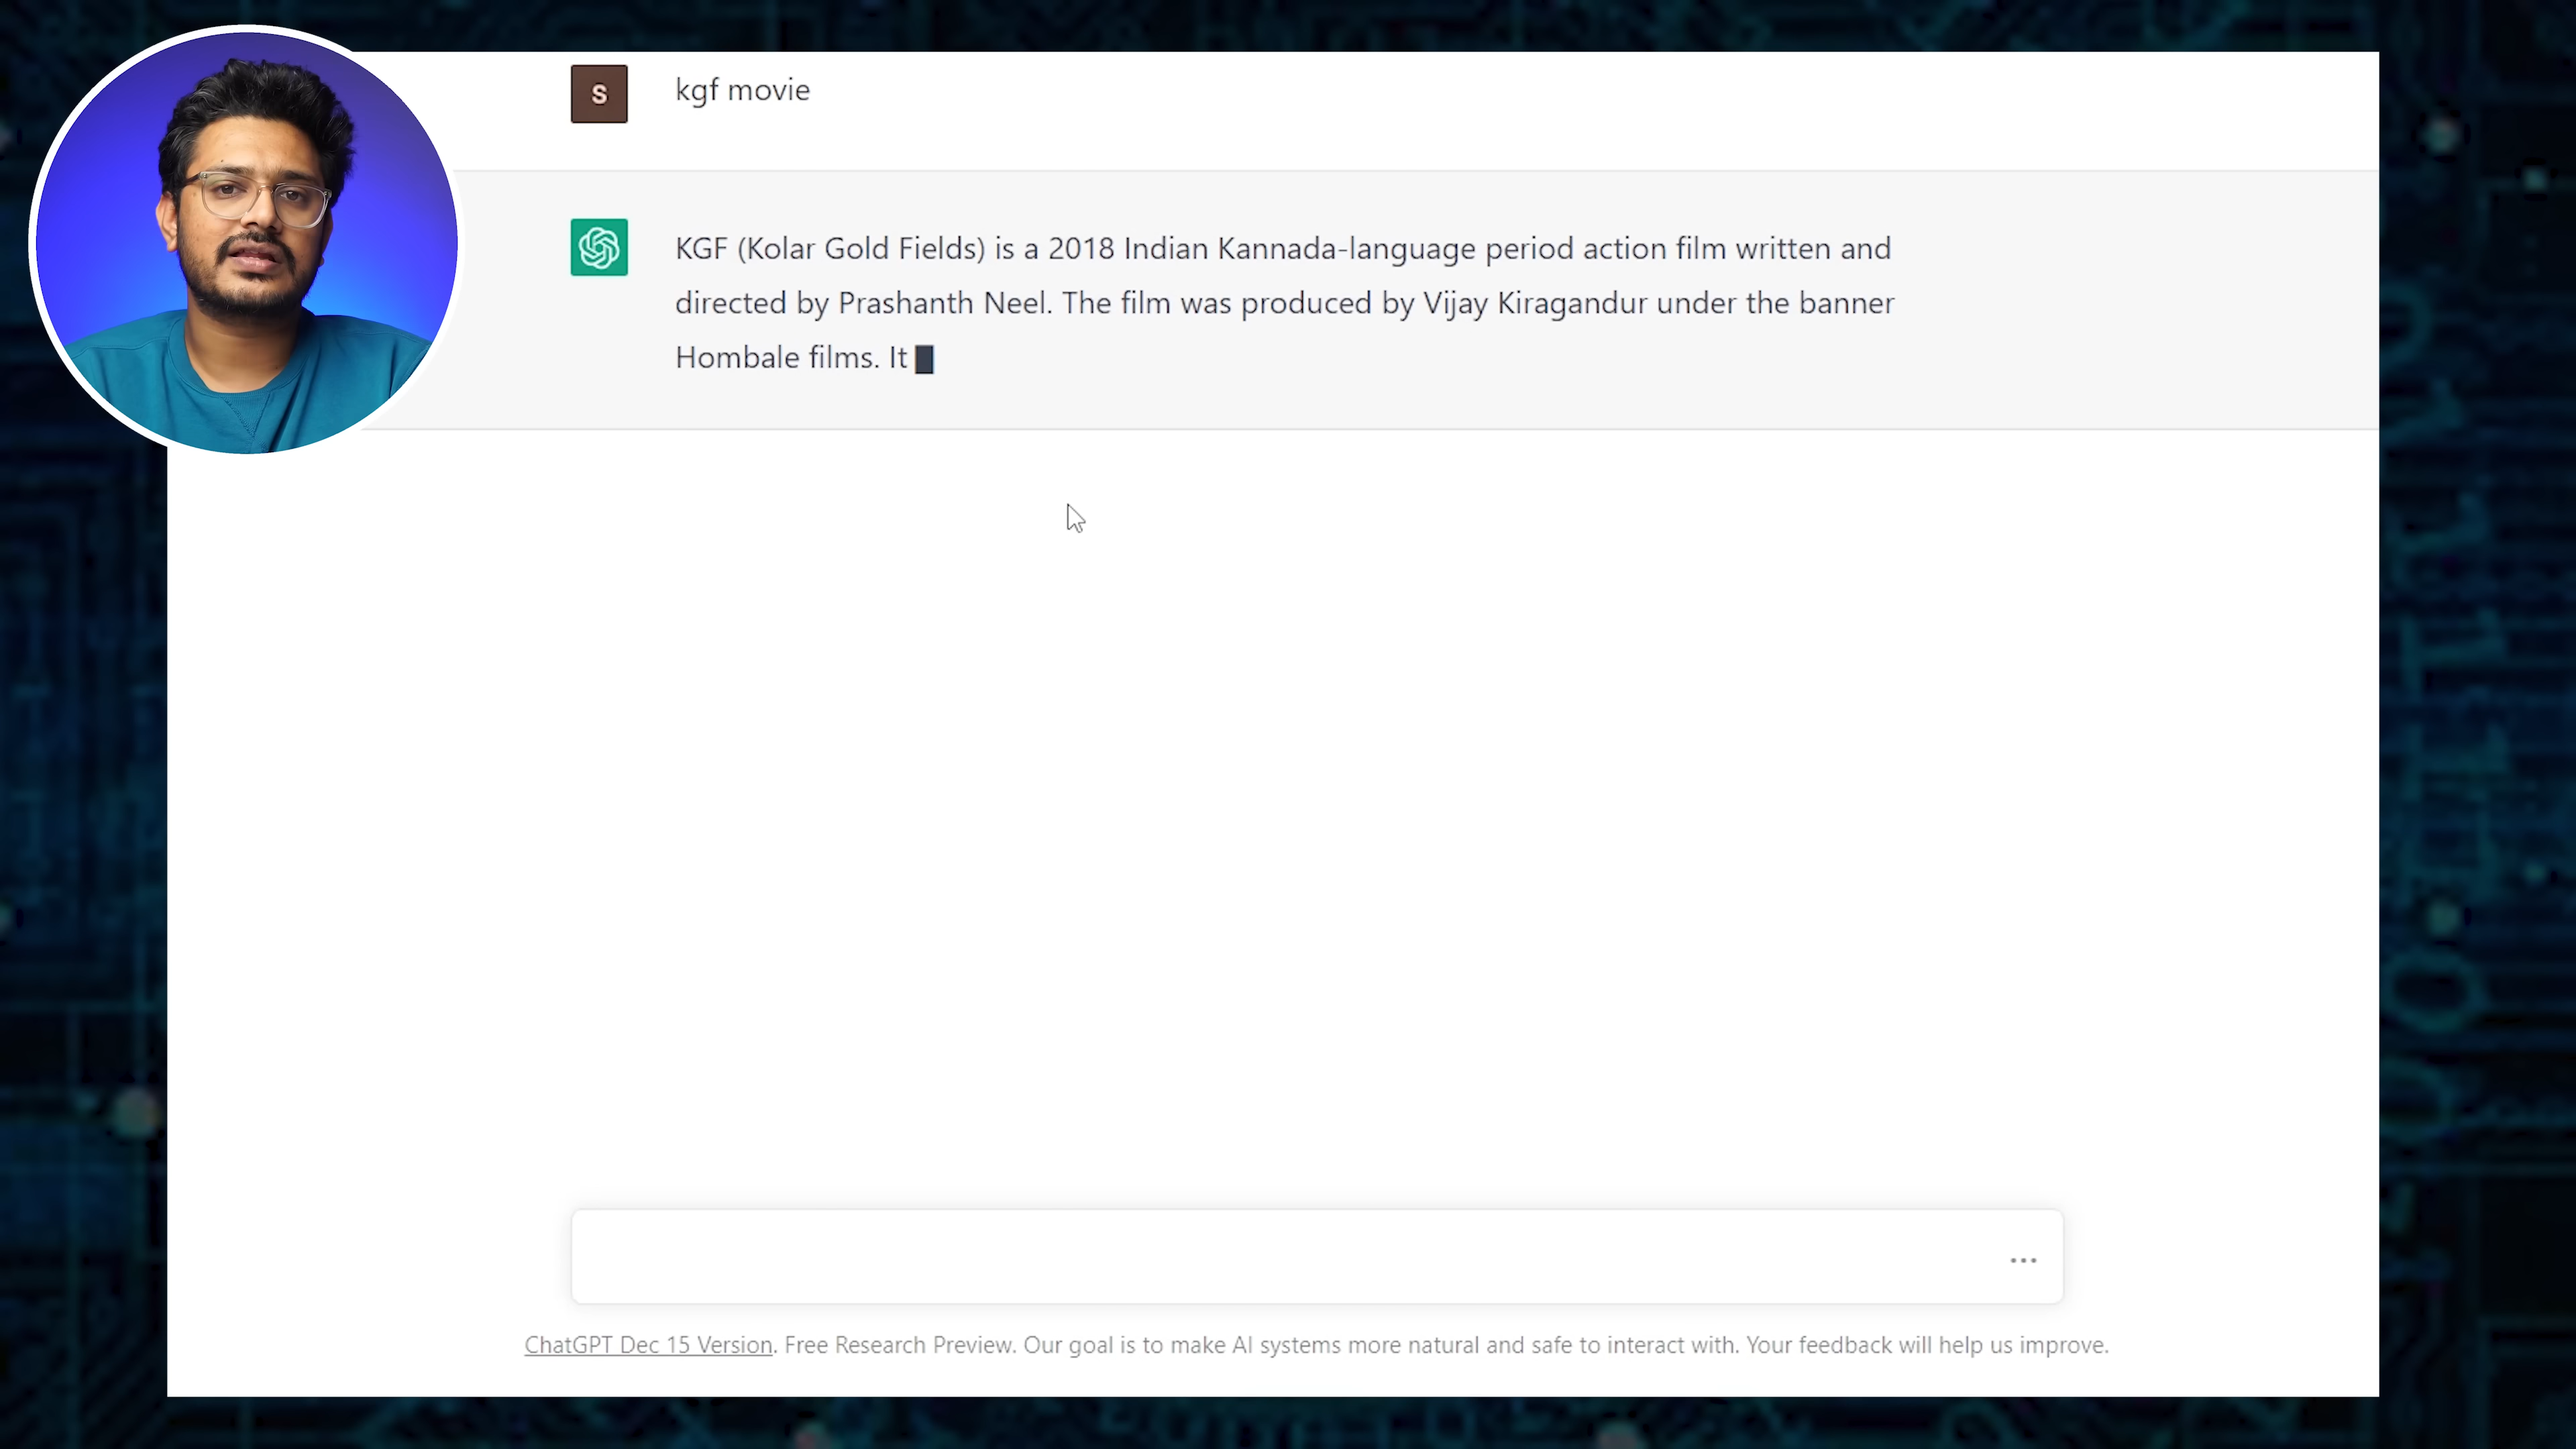 S
kgf movie
KGF (Kolar Gold Fields) is a 2018 Indian Kannada-language period action film written and
directed by Prashanth Neel. The film was produced by Vijay Kiragandur under the banner
Hombale films. It
ChatGPT Dec 15 Version. Free Research Preview. Our goal is to make AI systems more natural and safe to interact with. Your feedback will help us improve.